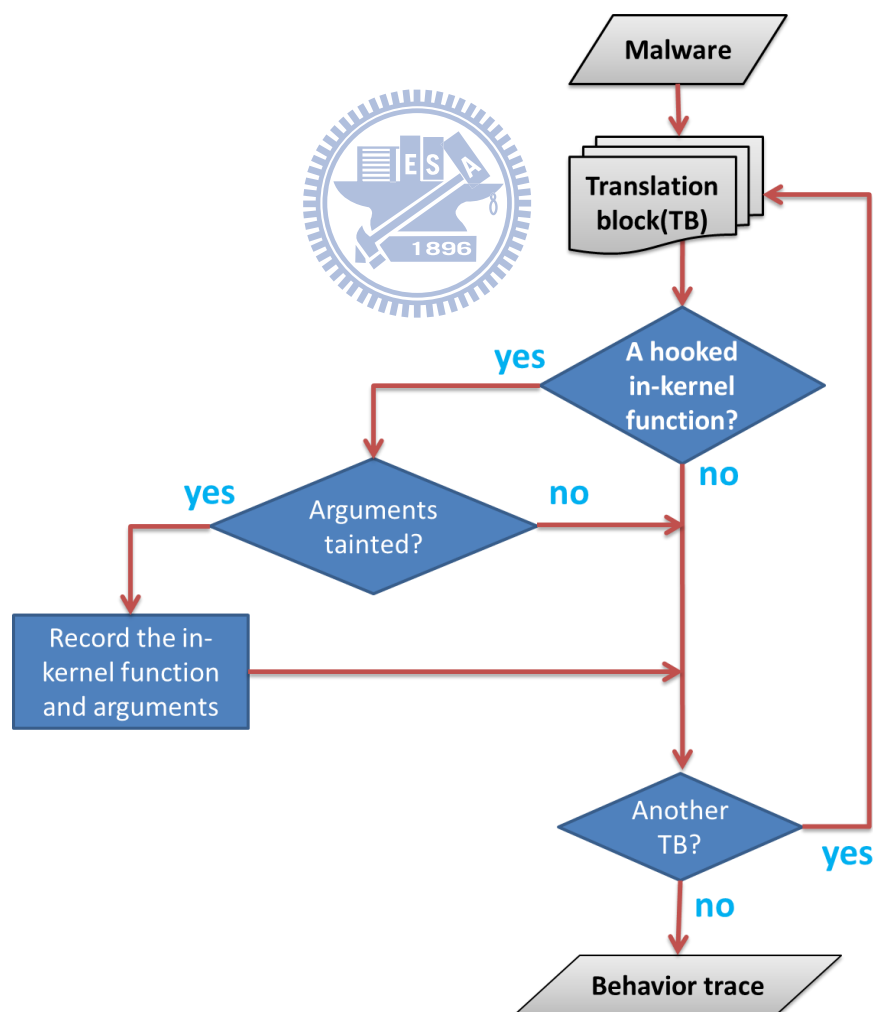 Malware
Translation
block(TB)
E S A
1896
A hooked
in-kernel
function?
yes
no
Arguments
tainted?
yes
no
Record the in-
kernel function
and arguments
Another
TB?
yes
no
Behavior trace